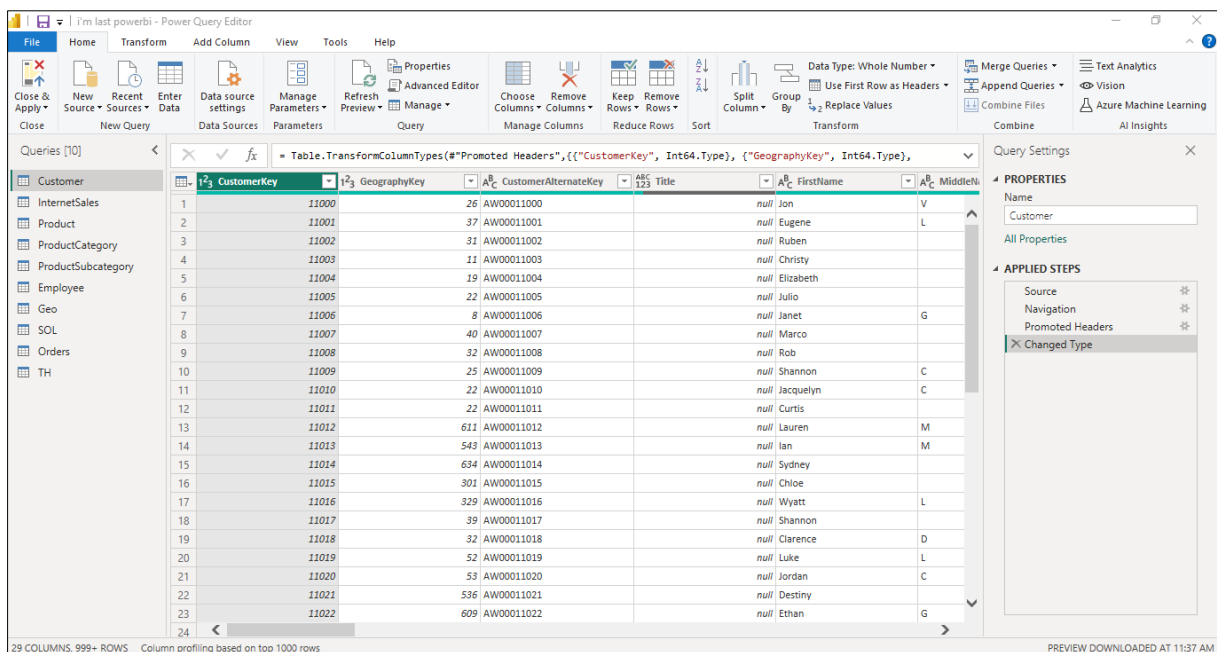 i'm last powerbi - Power Query Editor
File Home Transform Add Column View Tools Help
Close & Apply
New Source
Recent Sources
Enter Data
Data source settings
Manage Parameters
Refresh Preview
Properties
Advanced Editor
Manage
Choose Columns
Remove Columns
Keep Rows
Remove Rows
Split Column
Group By
Data Type: Whole Number
Use First Row as Headers
Replace Values
Merge Queries
Append Queries
Combine Files
Text Analytics
Vision
Azure Machine Learning
Close New Query Data Sources Parameters Query Manage Columns Reduce Rows Sort Transform Combine AI Insights
Queries [10]
Customer
InternetSales
Product
ProductCategory
ProductSubcategory
Employee
Geo
SOL
Orders
TH
fx = Table.TransformColumnTypes(#"Promoted Headers",{{"CustomerKey", Int64.Type}, {"GeographyKey", Int64.Type},
CustomerKey GeographyKey CustomerAlternateKey Title FirstName MiddleNa
1 11000 26 AW00011000 null Jon V
2 11001 37 AW00011001 null Eugene L
3 11002 31 AW00011002 null Ruben
4 11003 11 AW00011003 null Christy
5 11004 19 AW00011004 null Elizabeth
6 11005 22 AW00011005 null Julio
7 11006 8 AW00011006 null Janet G
8 11007 40 AW00011007 null Marco
9 11008 32 AW00011008 null Rob
10 11009 25 AW00011009 null Shannon C
11 11010 22 AW00011010 null Jacquelyn C
12 11011 22 AW00011011 null Curtis
13 11012 611 AW00011012 null Lauren M
14 11013 543 AW00011013 null Ian M
15 11014 634 AW00011014 null Sydney
16 11015 301 AW00011015 null Chloe
17 11016 329 AW00011016 null Wyatt L
18 11017 39 AW00011017 null Shannon
19 11018 32 AW00011018 null Clarence D
20 11019 52 AW00011019 null Luke L
21 11020 53 AW00011020 null Jordan C
22 11021 536 AW00011021 null Destiny
23 11022 609 AW00011022 null Ethan G
24
Query Settings
PROPERTIES
Name
Customer
All Properties
APPLIED STEPS
Source
Navigation
Promoted Headers
Changed Type
29 COLUMNS, 999+ ROWS Column profiling based on top 1000 rows
PREVIEW DOWNLOADED AT 11:37 AM